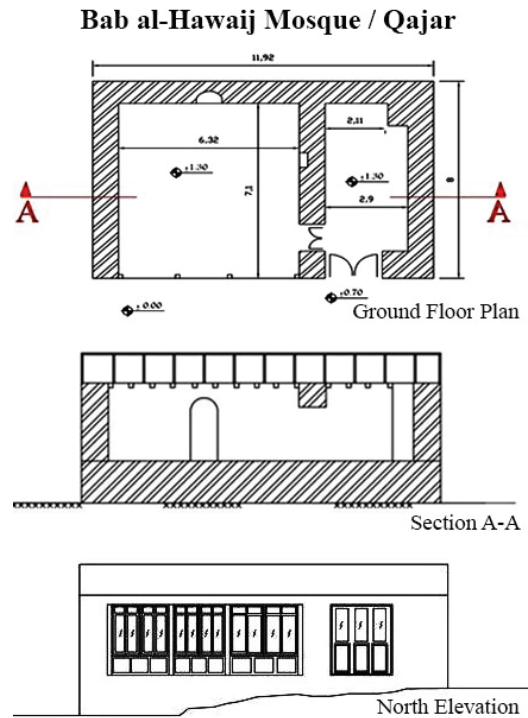 Bab al-Hawaij Mosque / Qajar
11,92
2,11
6,32
±1.30
±1.30
7,1
8
A
A
2.9
±0.70
± 0.00
Ground Floor Plan
Section A-A
North Elevation